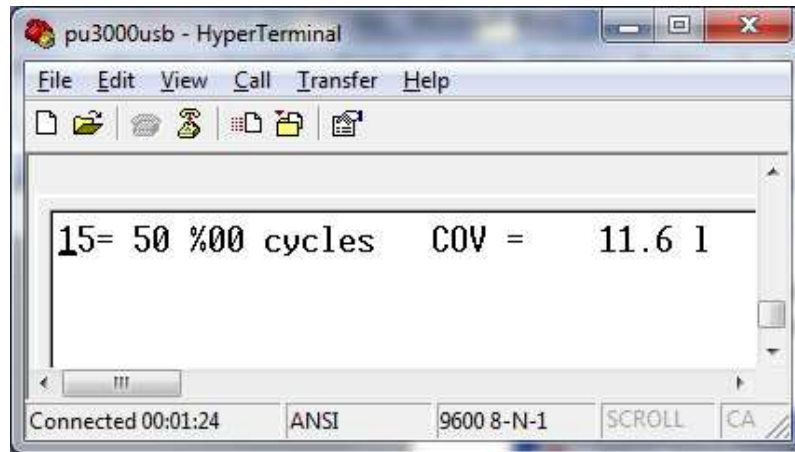 pu3000usb - HyperTerminal
File Edit View Call Transfer Help
15= 50 %00 cycles COV = 11.6 l
Connected 00:01:24 ANSI 9600 8-N-1 SCROLL CA